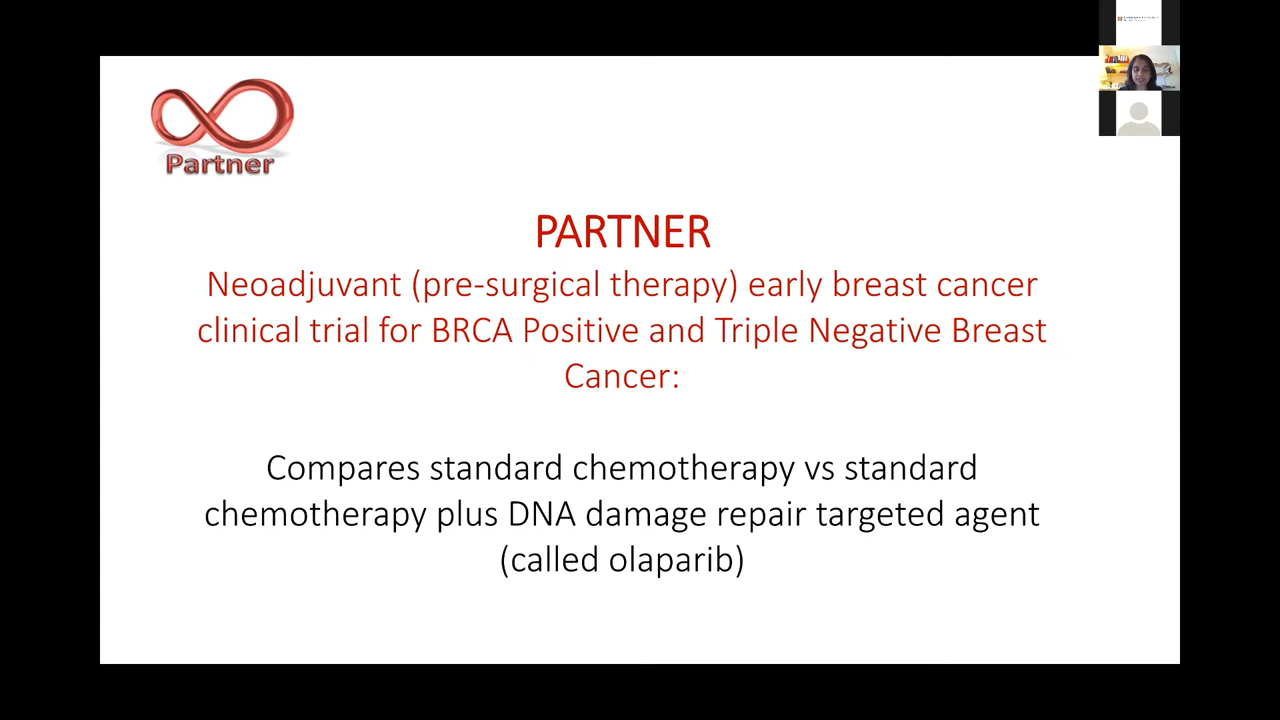 Partner
PARTNER
Neoadjuvant (pre-surgical therapy) early breast cancer
clinical trial for BRCA Positive and Triple Negative Breast
Cancer:
Compares standard chemotherapy vs standard
chemotherapy plus DNA damage repair targeted agent
(called olaparib)